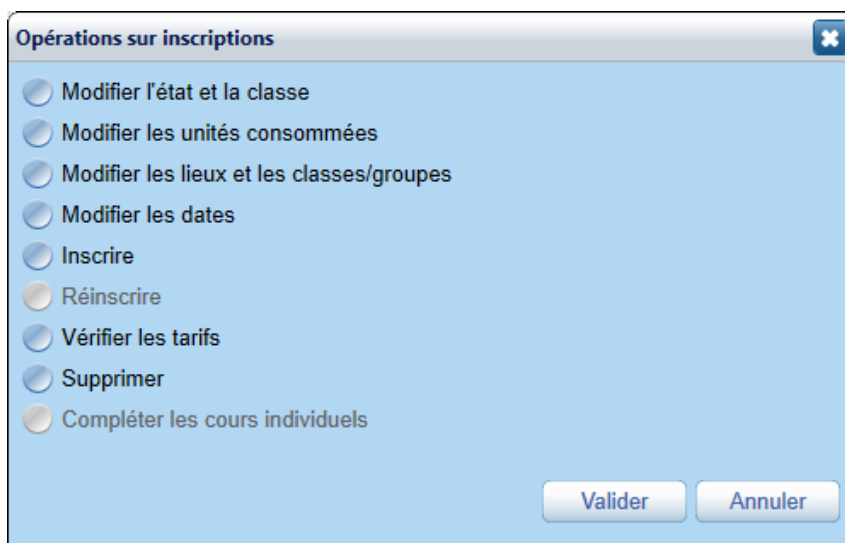 Opérations sur inscriptions
Modifier l'état et la classe
Modifier les unités consommées
Modifier les lieux et les classes/groupes
Modifier les dates
Inscrire
Réinscrire
Vérifier les tarifs
Supprimer
Compléter les cours individuels
Valider Annuler